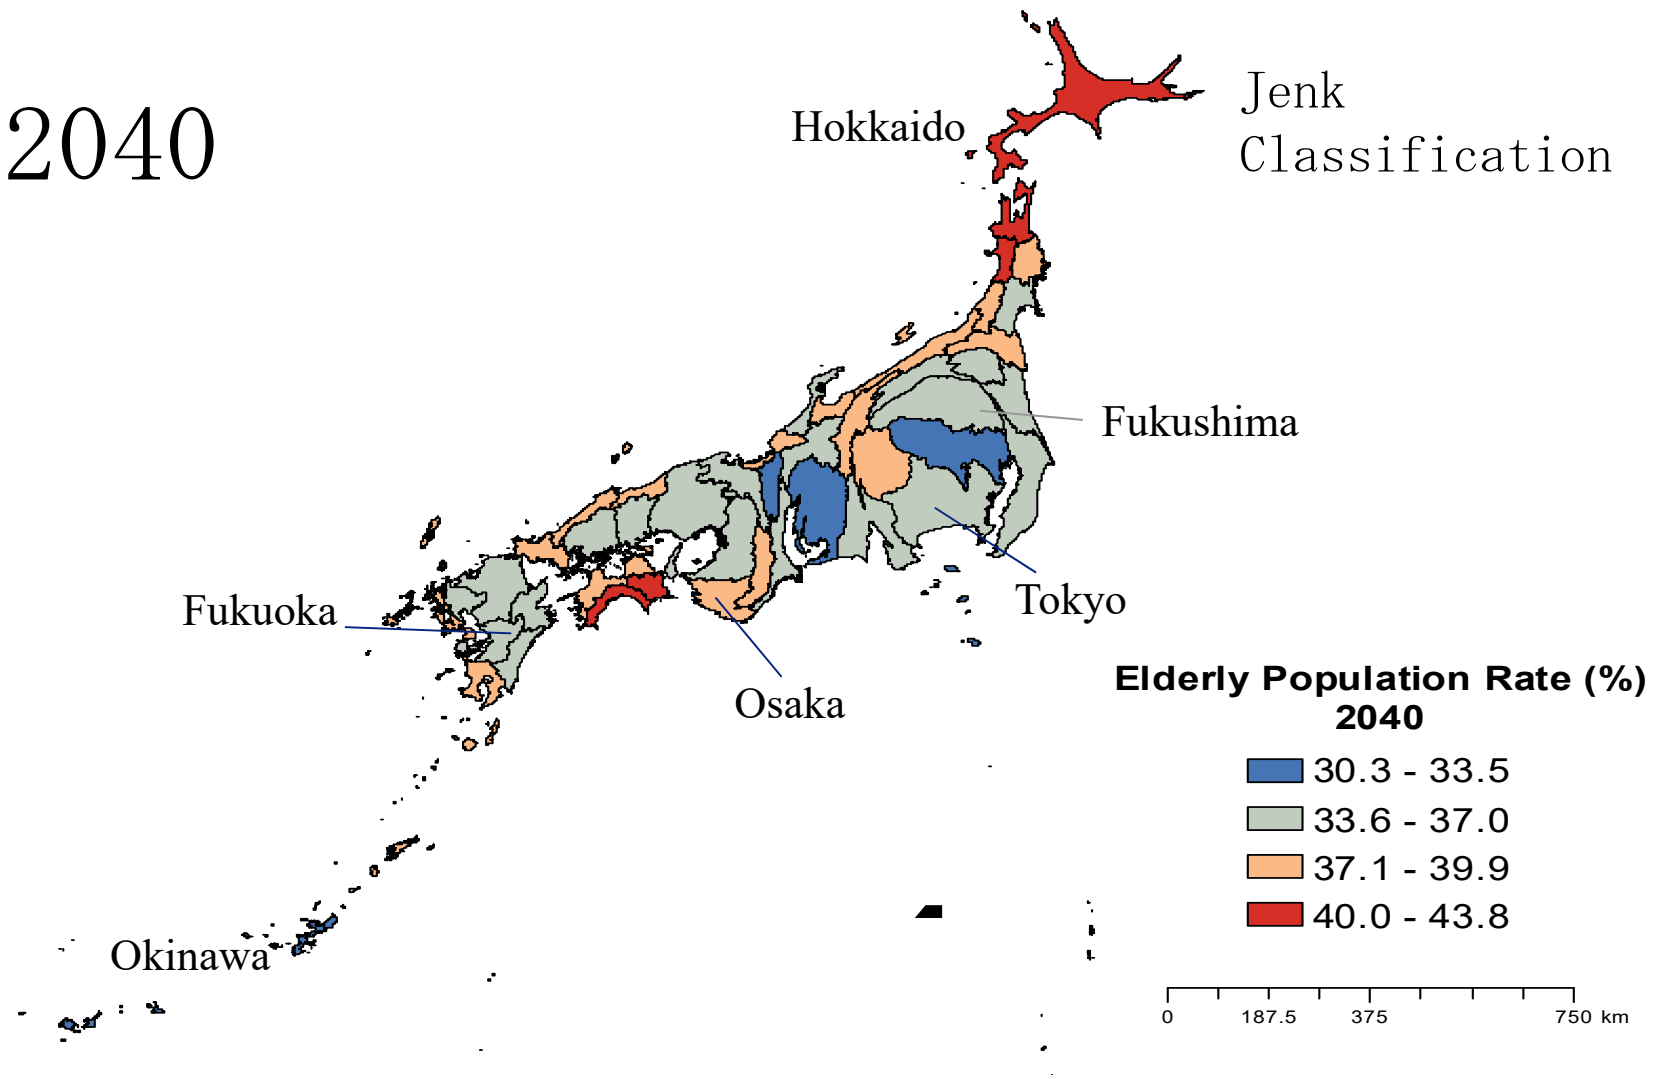 2040
Jenk
Classification
Hokkaido
Fukushima
Tokyo
Fukuoka
Osaka
Okinawa
Elderly Population Rate (%)
2040
30.3 - 33.5
33.6 - 37.0
37.1 - 39.9
40.0 - 43.8
0 187.5 375 750 km